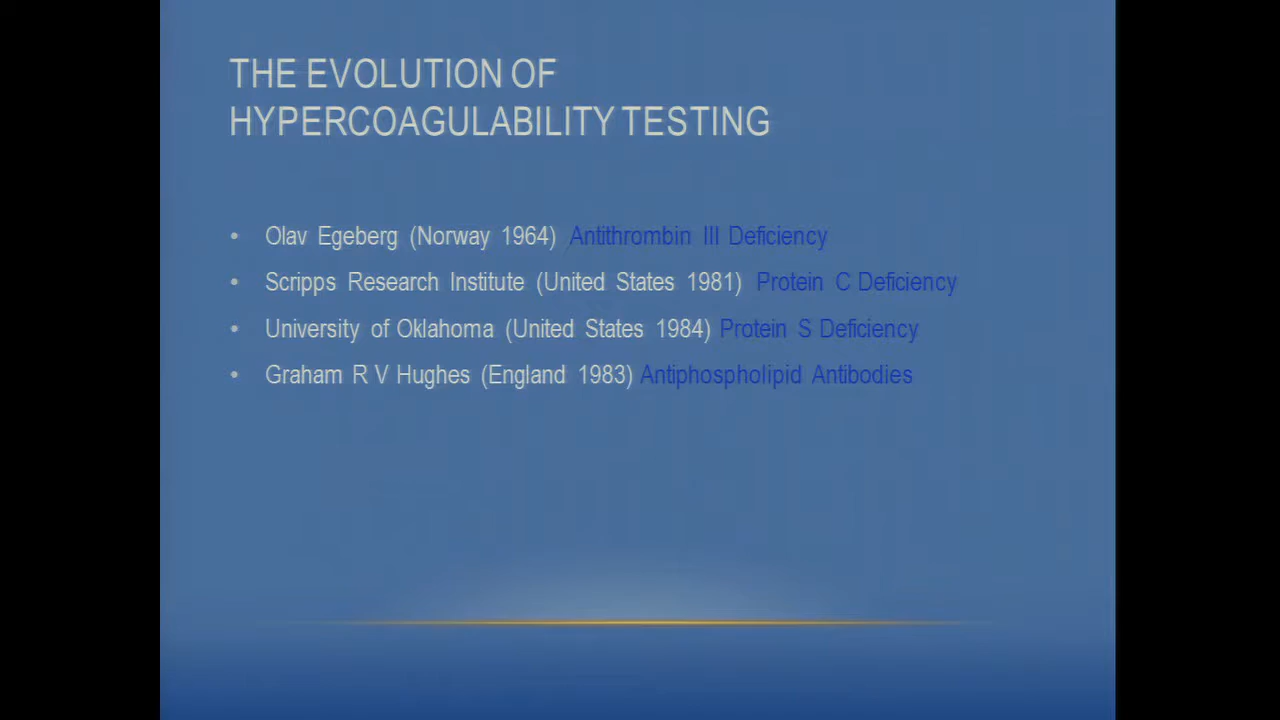 THE EVOLUTION OF
HYPERCOAGULABILITY TESTING
• Olav Egeberg (Norway 1964) Antithrombin III Deficiency
• Scripps Research Institute (United States 1981) Protein C Deficiency
• University of Oklahoma (United States 1984) Protein S Deficiency
• Graham R V Hughes (England 1983) Antiphospholipid Antibodies